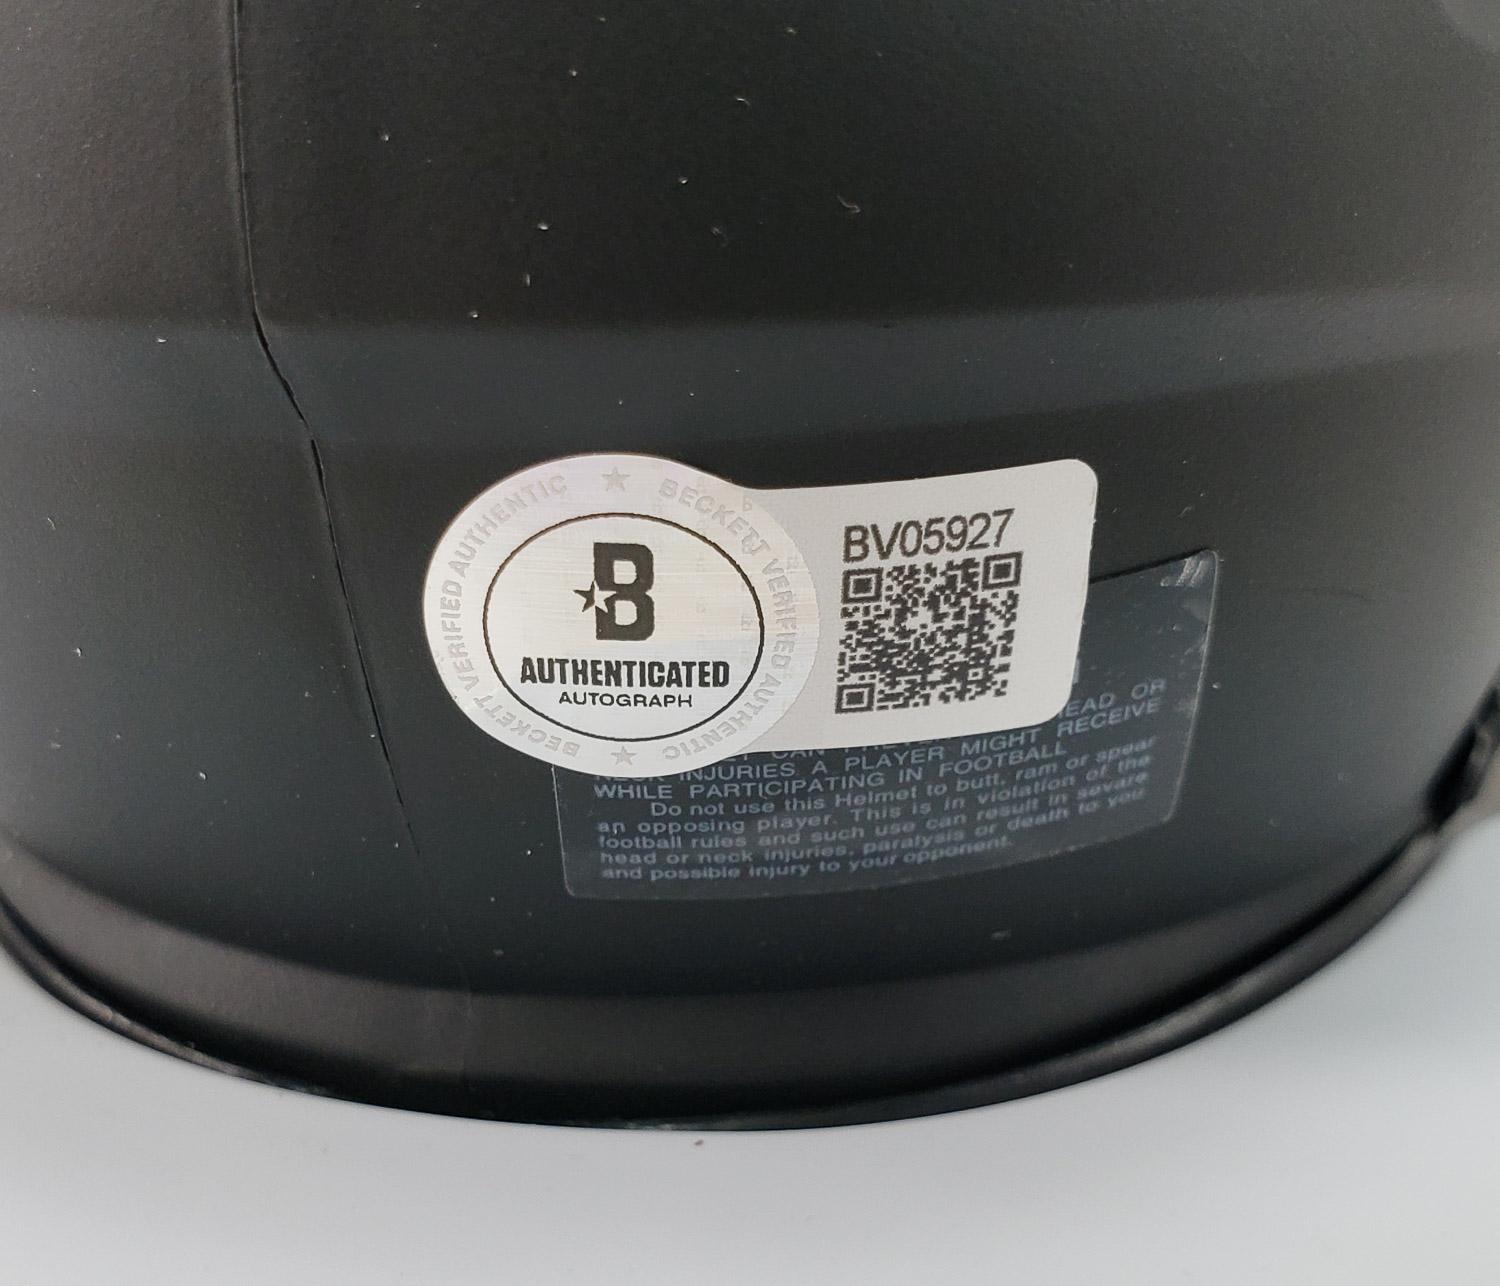 BECKETT VERIFIED AUTHENTIC ★ BECKETT VERIFIED AUTHENTIC ★
B
AUTHENTICATED
AUTOGRAPH
BV05927
HEAD OR
CAN
NECK INJURIES A PLAYER MIGHT RECEIVE
WHILE PARTICIPATING IN FOOTBALL
Do not use this Helmet to butt, ram or spear
an opposing player. This is in violation of the
football rules and such use can result in severe
head or neck injuries, paralysis or death to you
and possible injury to your opponent.